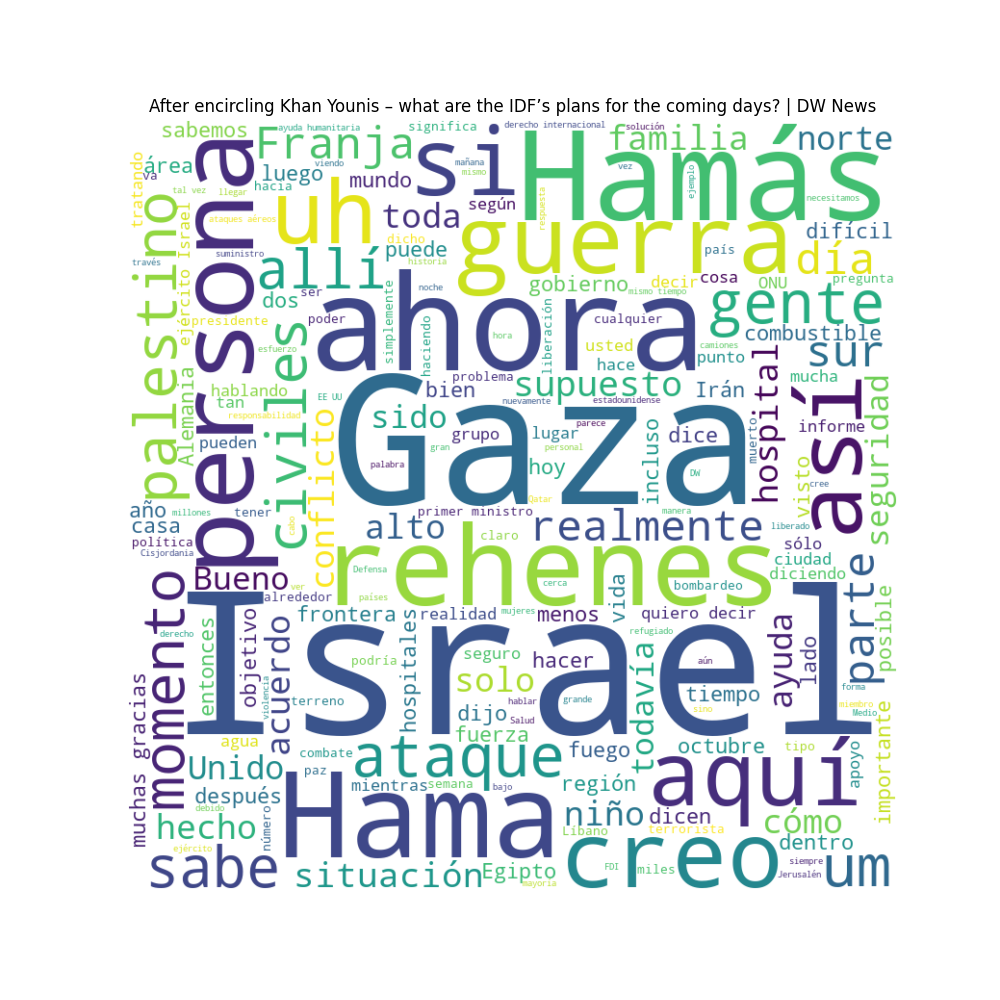 After encircling Khan Younis – what are the IDF’s plans for the coming days? | DW News
sabemos
ayuda humanitaria
significa
derecho internacional
solución
Franja
si
Hamás
familia
norte
área
va
tratando
luego
viendo
hacia
mundo
mañana
mismo
vez
ejemplo
según
tal vez
llegar
necesitamos
persona
uh
toda
guerra
respuesta
difícil
ataques aéreos
palestino
ejército Israel
suministro
dicho
puede
historia
país
día
través
allí
dos
ser
noche
gobierno
decir
cosa
ONU
pregunta
mismo tiempo
ahora
gente
presidente
poder
simplemente
haciendo
hora
liberación
cualquier
combustible
esfuerzo
usted
camiones
punto
sur
civiles
problema
hace
hablando
Alemania
tan
EE UU
bien
supuesto
Irán
mucha
responsabilidad
nuevamente
estadounidense
Gaza
sido
hospital
así
seguridad
pueden
conflicto
grupo
lugar
parece
incluso
dice
muerto
informe
palabra
gran
personal
hoy
DW
visto
cree
millones
tener
cabo
año
casa
primer ministro
Qatar
manera
liberado
alto
realmente
política
claro
sólo
ciudad
Cisjordania
rehenes
Bueno
ver
Defensa
cerca
bombardeo
diciendo
parte
posible
momento
alrededor
países
vida
frontera
realidad
mujeres
menos
quiero decir
derecho
entonces
objetivo
acuerdo
hospitales
refugiado
ayuda
lado
Israel
podría
seguro
hacer
todavía
aún
muchas gracias
violencia
terreno
solo
hablar
grande
tiempo
forma
sino
miembro
Medio
dijo
Salud
fuerza
agua
combate
ataque
fuego
octubre
tipo
apoyo
importante
Unido
paz
mientras
semana
bajo
región
aquí
después
debido
número
Hama
niño
dicen
cómo
hecho
Líbano
terrorista
dentro
ejército
sabe
situación
Egipto
mayoría
creo
FDI
miles
siempre
Jerusalén
um